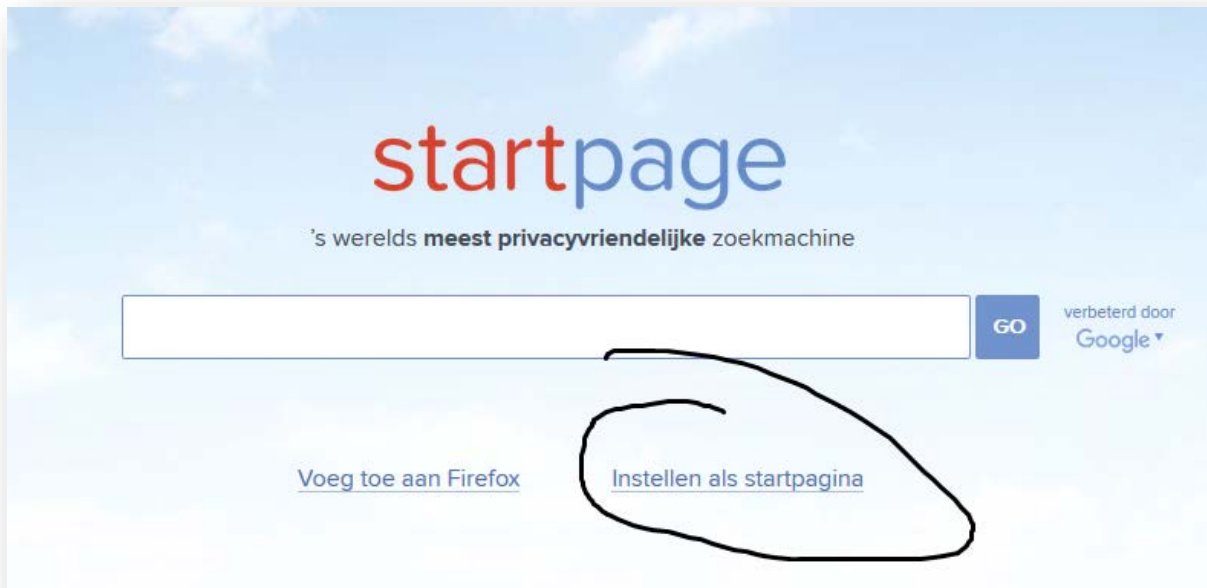 startpage
's werelds meest privacyvriendelijke zoekmachine
GO
verbeterd door
Google
Voeg toe aan Firefox
Instellen als startpagina